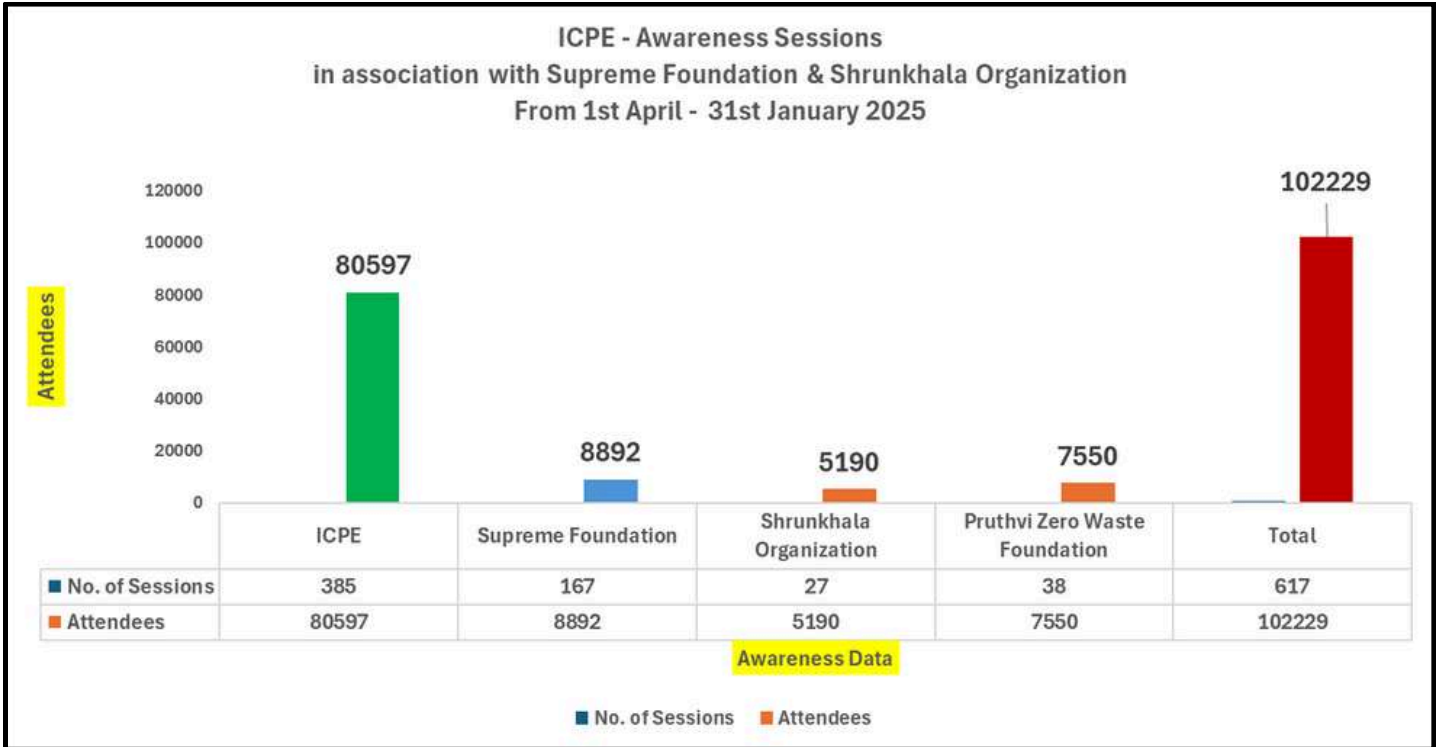 ICPE - Awareness Sessions
in association with Supreme Foundation & Shrunkhala Organization
From 1st April - 31st January 2025
120000
100000
80000
60000
40000
20000
0
Attendees
80597
8892
5190
7550
102229
ICPE
Supreme Foundation
Shrunkhala
Organization
Pruthvi Zero Waste
Foundation
Total
No. of Sessions 385 167 27 38 617
Attendees 80597 8892 5190 7550 102229
Awareness Data
No. of Sessions Attendees